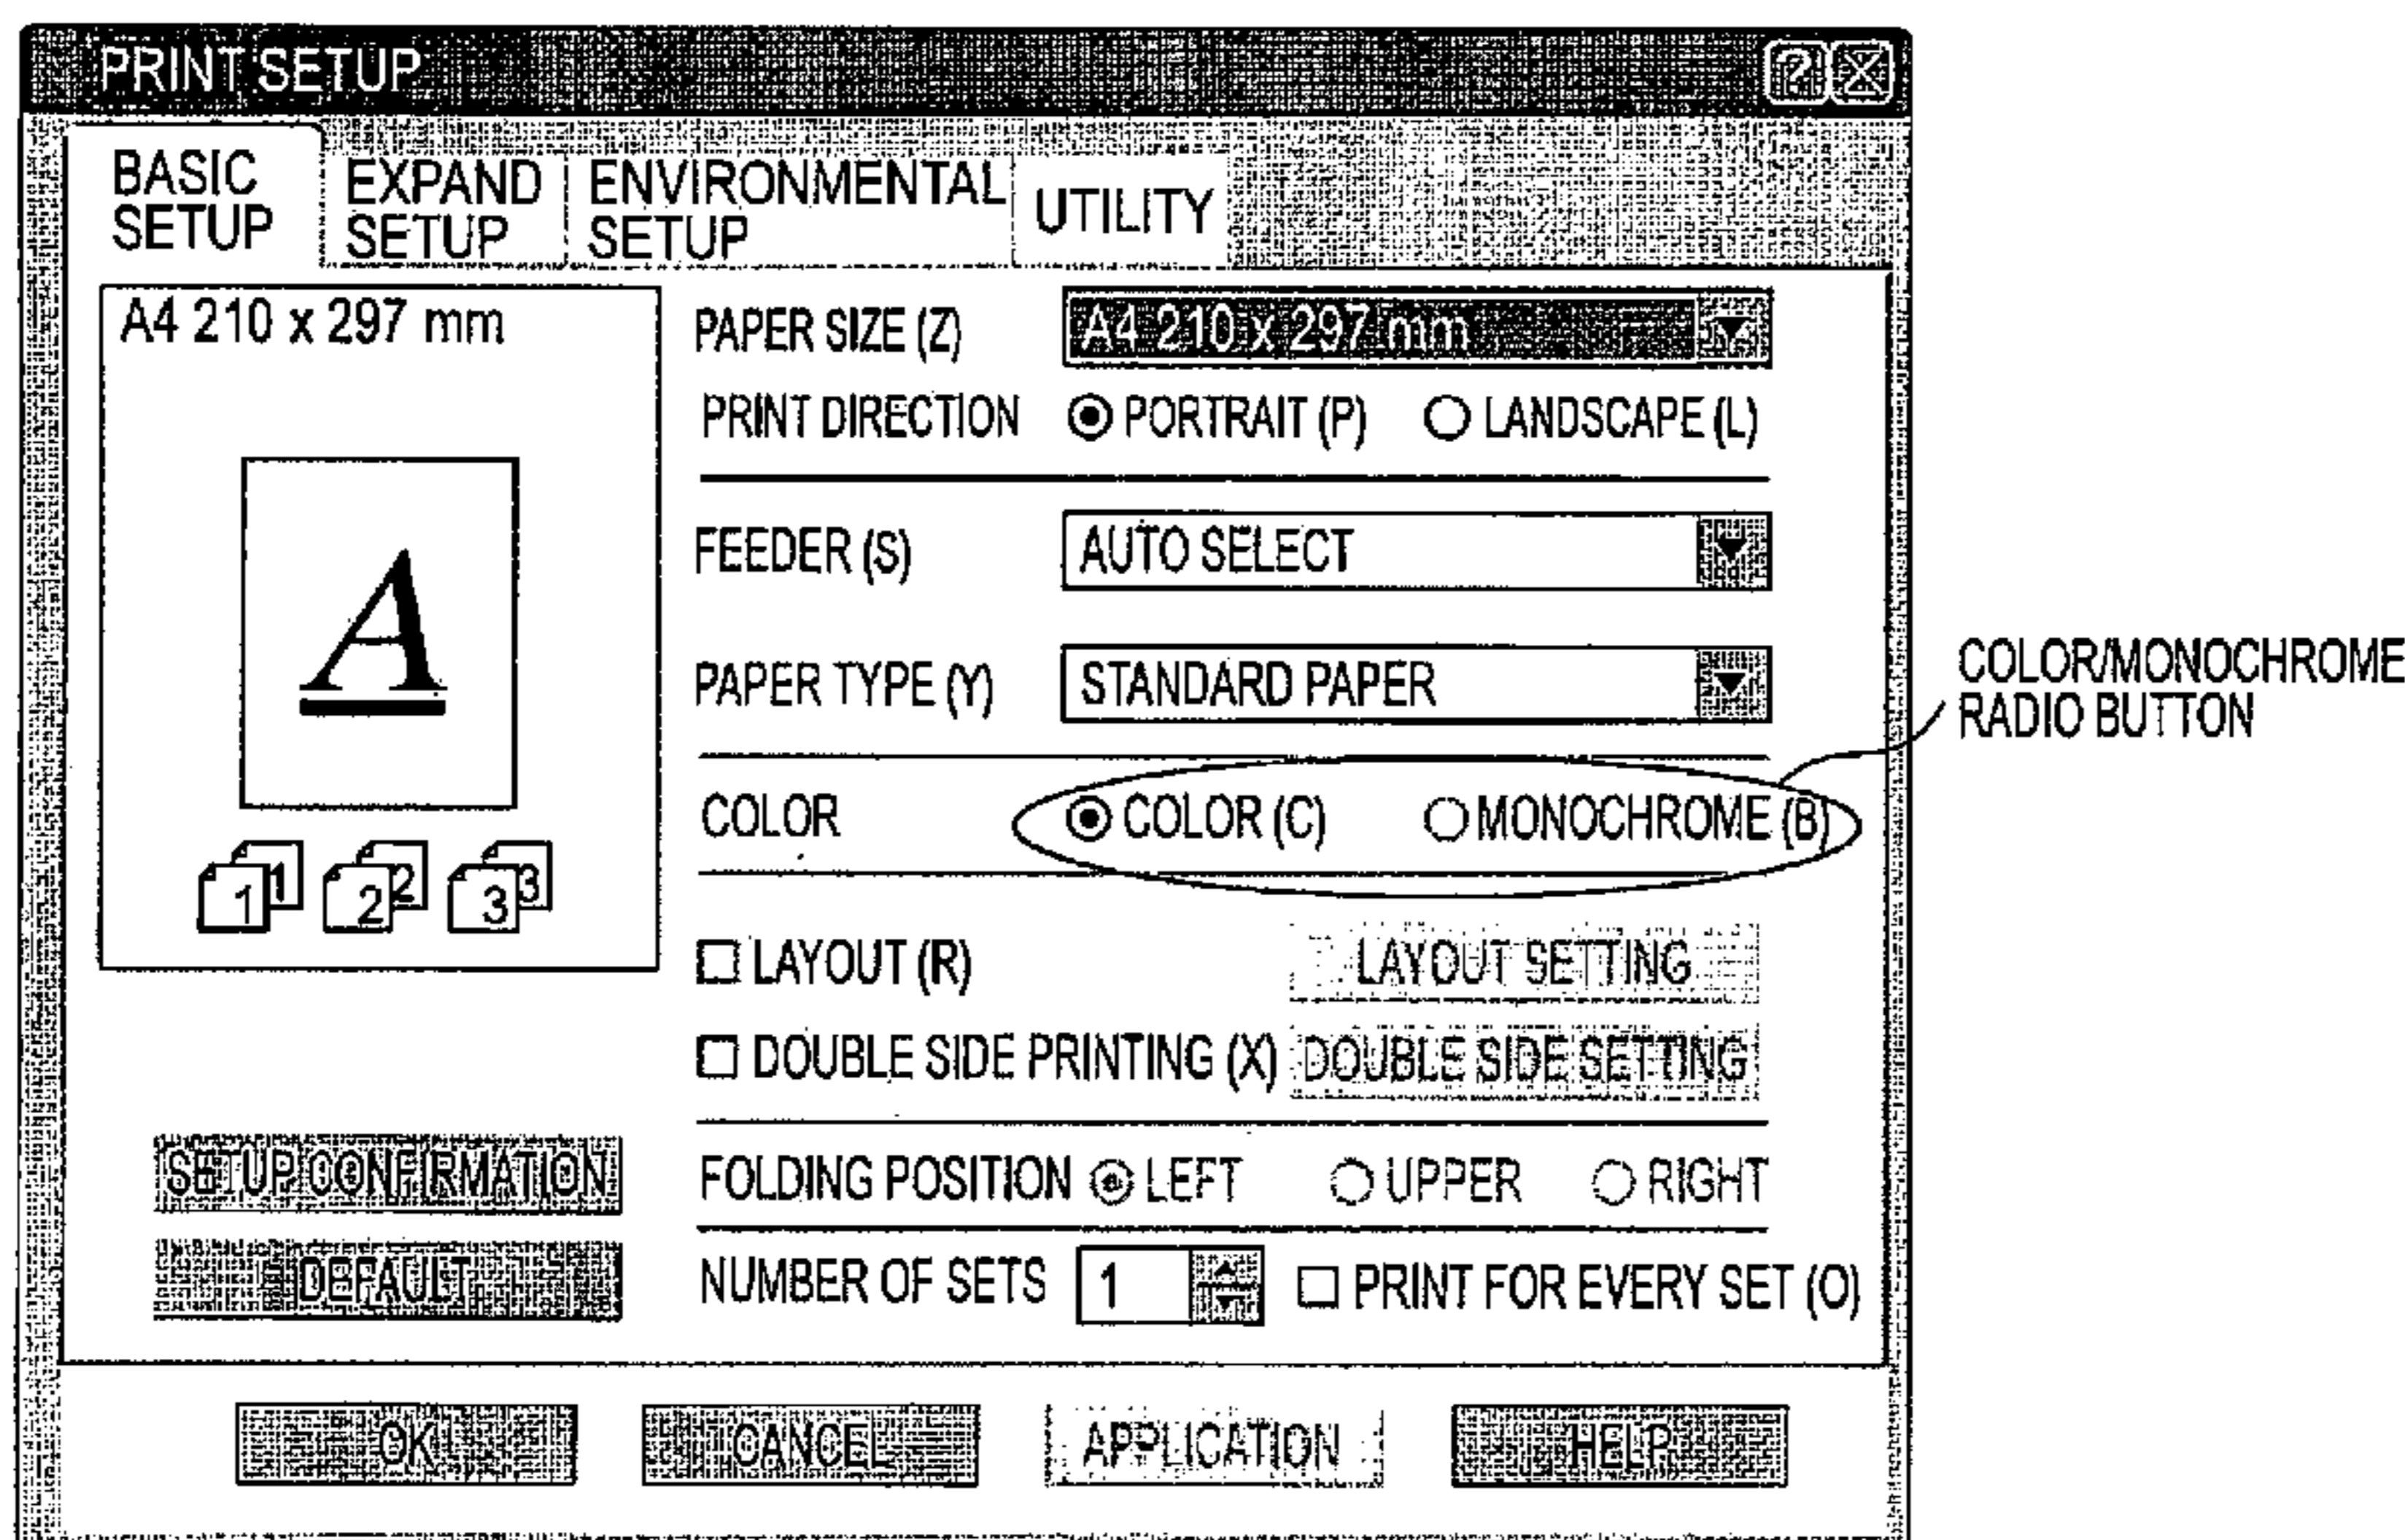 PRINT SETUP
BASIC SETUP
EXPAND SETUP
ENVIRONMENTAL SETUP
UTILITY
A4 210 x 297 mm
A
1 1 2 2 3 3
SETUP CONFIRMATION
DEFAULT
PAPER SIZE (Z) A4 210 x 297 mm
PRINT DIRECTION PORTRAIT (P) LANDSCAPE (L)
FEEDER (S) AUTO SELECT
PAPER TYPE (Y) STANDARD PAPER
COLOR COLOR (C) MONOCHROME (B)
LAYOUT (R) LAYOUT SETTING
DOUBLE SIDE PRINTING (X) DOUBLE SIDE SETTING
FOLDING POSITION LEFT UPPER RIGHT
NUMBER OF SETS 1 PRINT FOR EVERY SET (O)
OK CANCEL APPLICATION HELP
COLOR/MONOCHROME
RADIO BUTTON